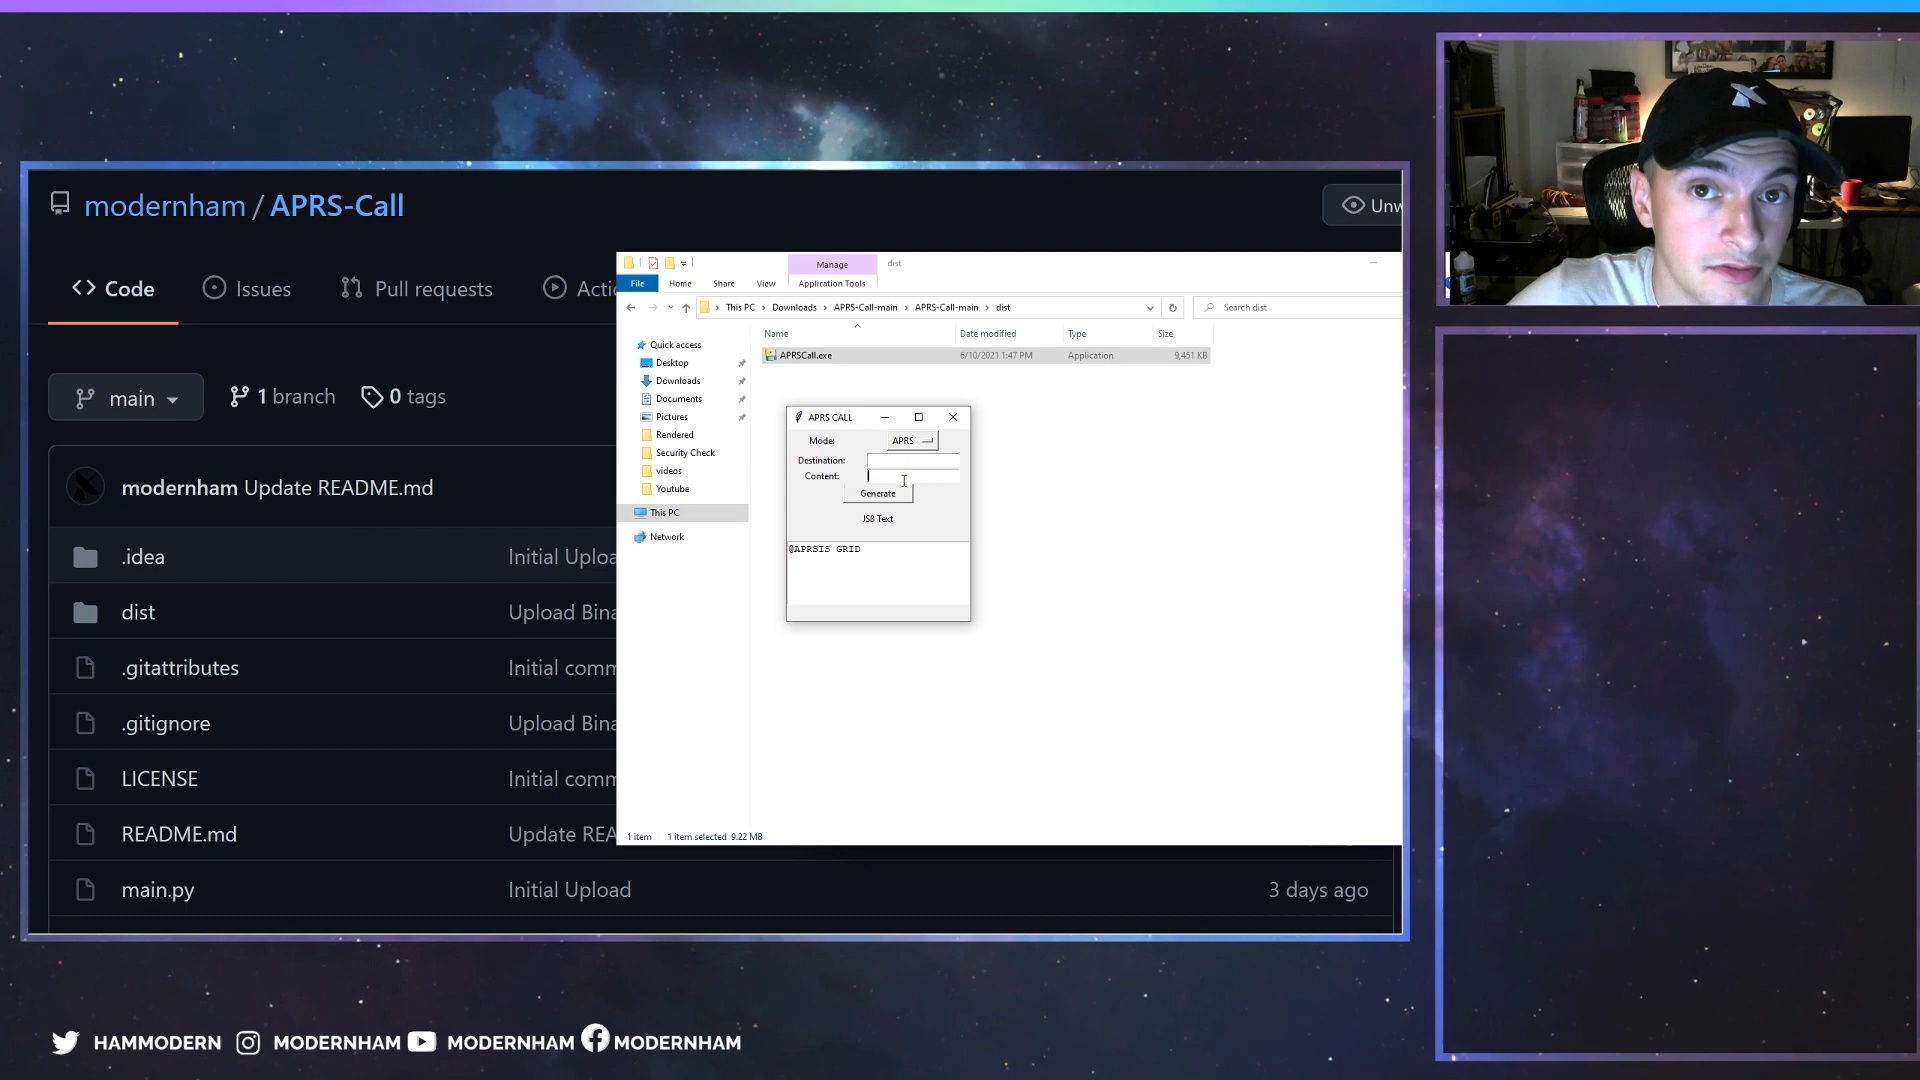 modernham / APRS-Call
Unw
Code
Issues
Pull requests
Actio
main
1 branch
0 tags
modernham Update README.md
.idea
Initial Uploa
dist
Upload Bina
.gitattributes
Initial comm
.gitignore
Upload Bina
LICENSE
Initial comm
README.md
Update REA
main.py
Initial Upload
3 days ago
Manage
dist
File
Home
Share
View
Application Tools
This PC > Downloads > APRS-Call-main > APRS-Call-main > dist
Search dist
Name
Date modified
Type
Size
APRSCall.exe
6/10/2021 1:47 PM
Application
9,451 KB
Quick access
Desktop
Downloads
Documents
Pictures
Rendered
Security Check
videos
Youtube
This PC
Network
1 item
1 item selected 9.22 MB
APRS CALL
Mode:
APRS
Destination:
Content:
Generate
JS8 Text
@APRSIS GRID
HAMMODERN
MODERNHAM
MODERNHAM
MODERNHAM